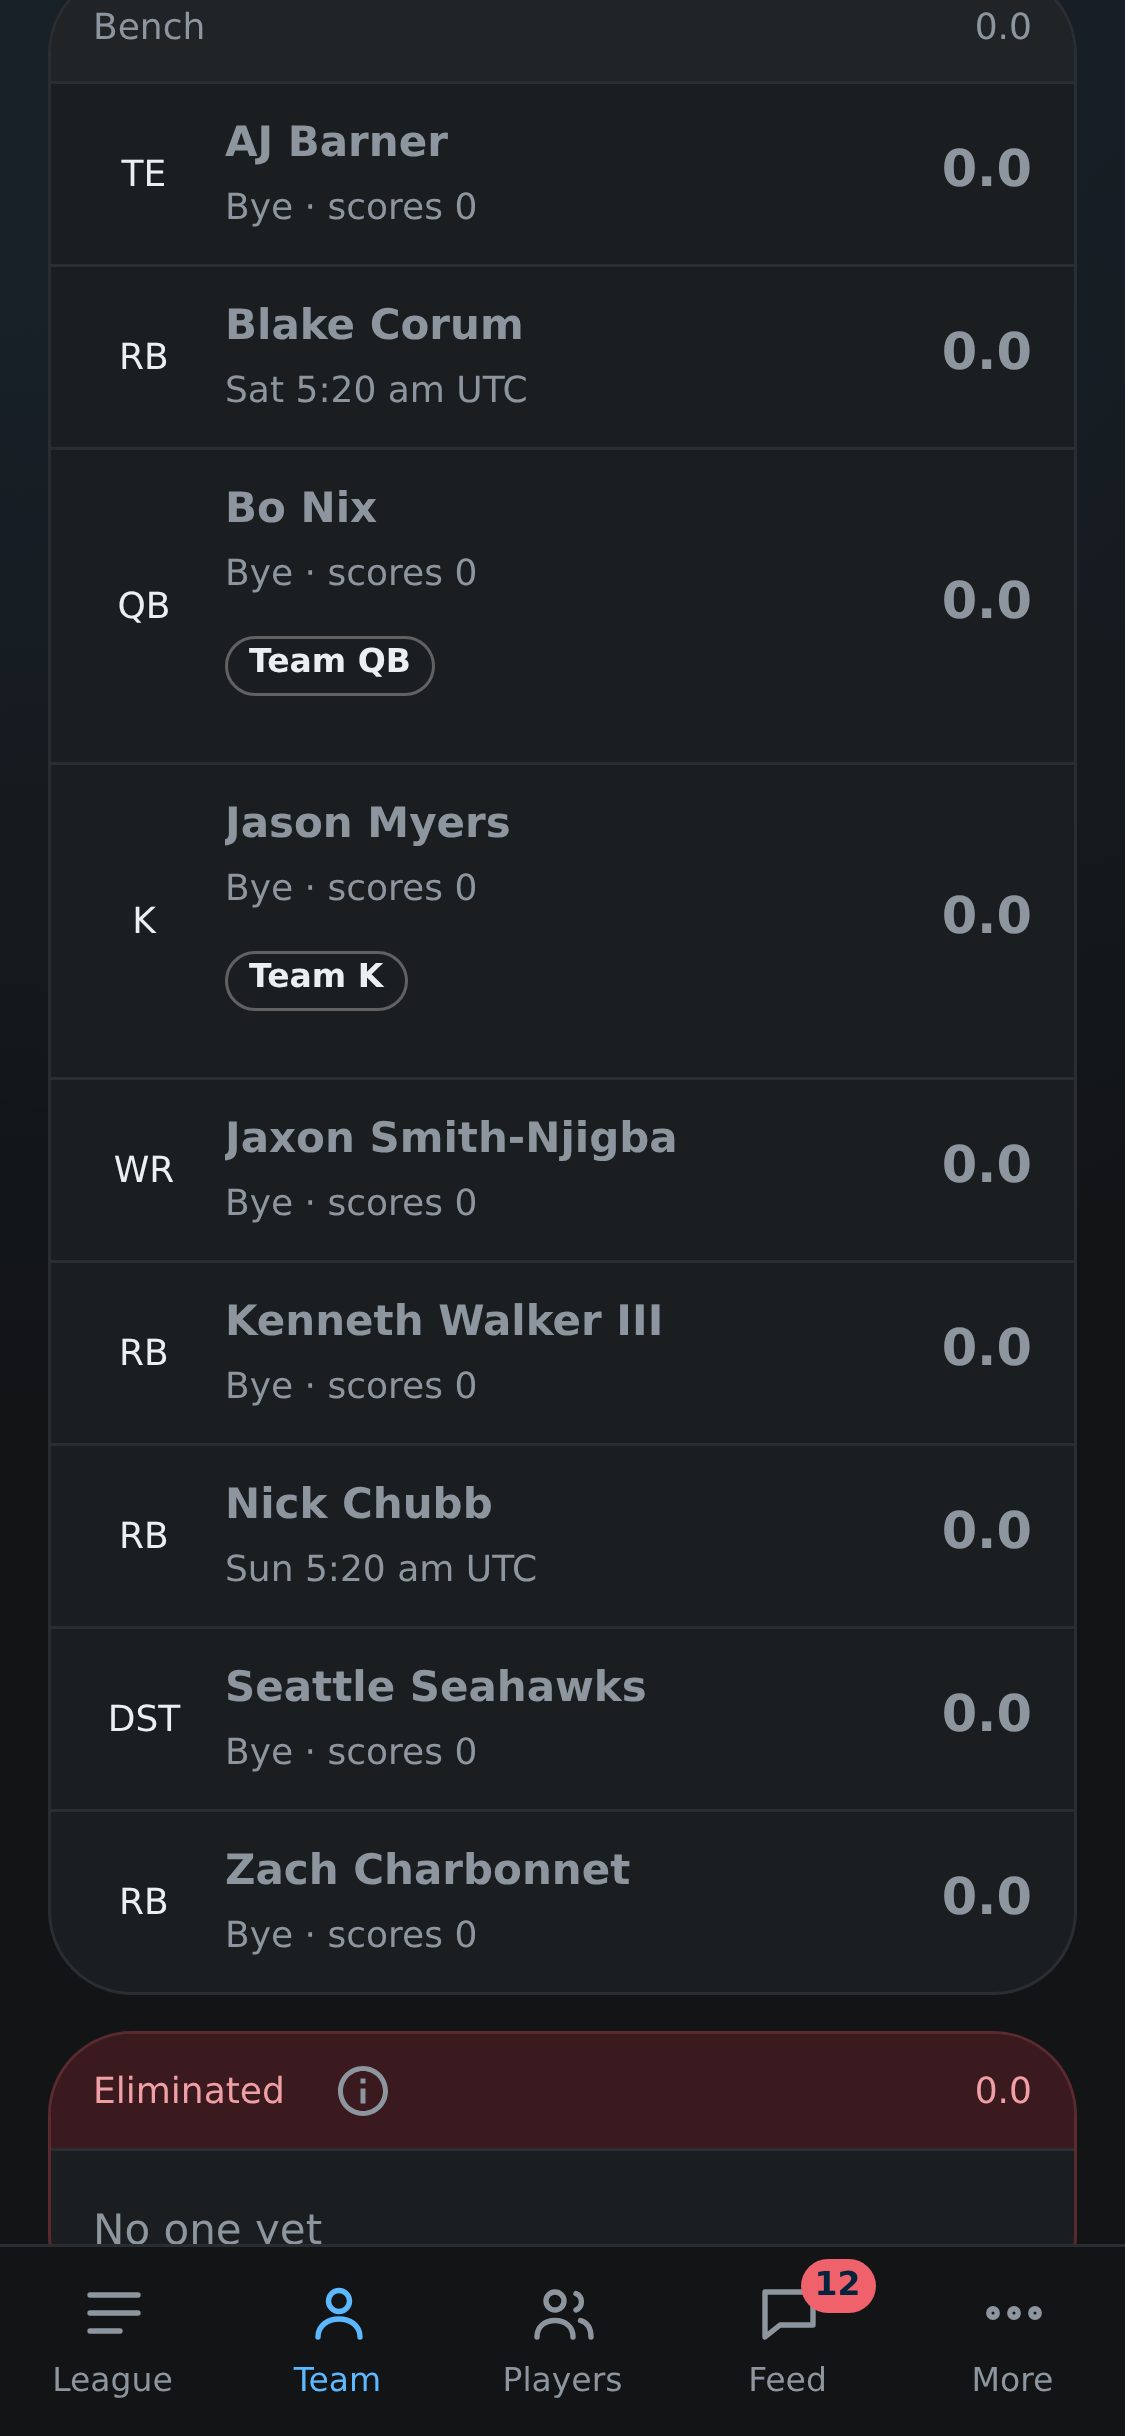 Bench 0.0
TE AJ Barner 0.0
Bye · scores 0
RB Blake Corum 0.0
Sat 5:20 am UTC
QB Bo Nix 0.0
Bye · scores 0
Team QB
K Jason Myers 0.0
Bye · scores 0
Team K
WR Jaxon Smith-Njigba 0.0
Bye · scores 0
RB Kenneth Walker III 0.0
Bye · scores 0
RB Nick Chubb 0.0
Sun 5:20 am UTC
DST Seattle Seahawks 0.0
Bye · scores 0
RB Zach Charbonnet 0.0
Bye · scores 0
Eliminated 0.0
No one yet
12
League Team Players Feed More